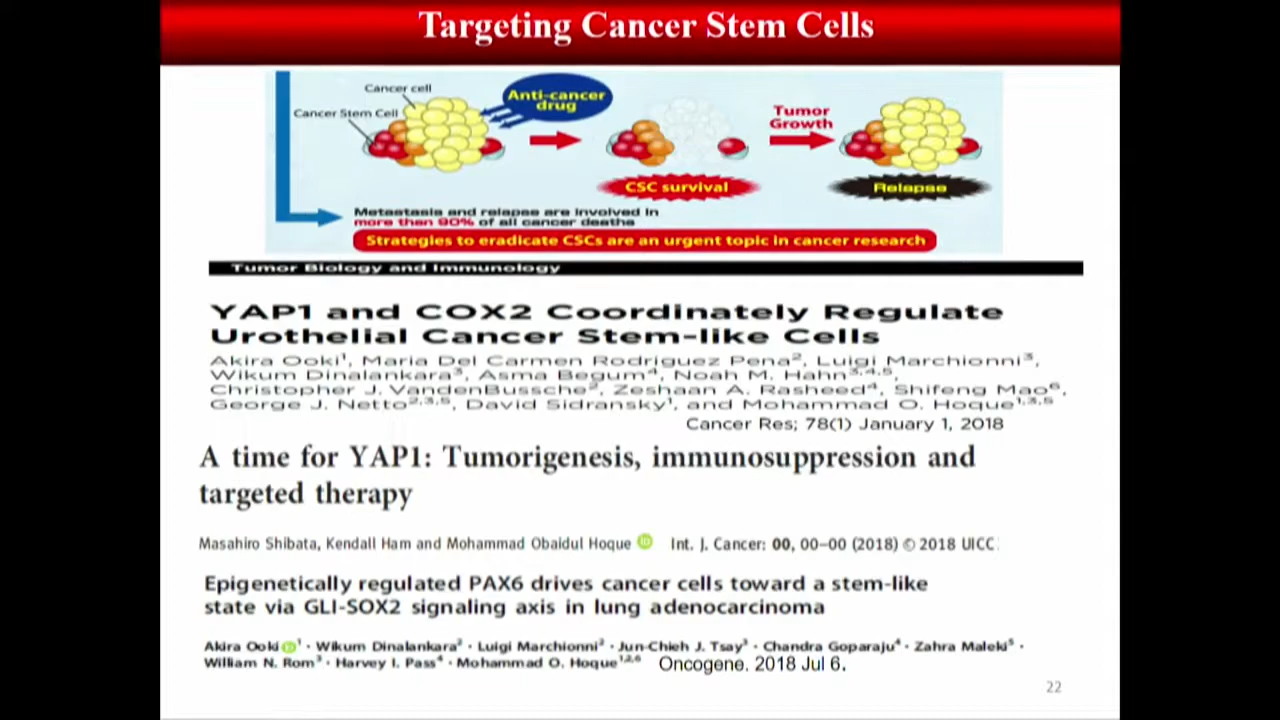 Targeting Cancer Stem Cells
Cancer cell
Cancer Stem Cell
Anti-cancer
drug
Tumor
Growth
CSC survival
Relapse
Metastasis and relapse are involved in
more than 90% of all cancer deaths
Strategies to eradicate CSCs are an urgent topic in cancer research
Tumor Biology and Immunology
YAP1 and COX2 Coordinately Regulate
Urothelial Cancer Stem-like Cells
Akira Ooki¹, Maria Del Carmen Rodriguez Pena², Luigi Marchionni³,
Wikum Dinalankara³, Asma Begum⁴, Noah M. Hahn³,⁴,⁵,
Christopher J. VandenBussche², Zeshaan A. Rasheed⁴, Shifeng Mao⁶,
George J. Netto²,³,⁵, David Sidransky¹, and Mohammad O. Hoque¹,³,⁵
Cancer Res; 78(1) January 1, 2018
A time for YAP1: Tumorigenesis, immunosuppression and
targeted therapy
Masahiro Shibata, Kendall Ham and Mohammad Obaidul Hoque iD Int. J. Cancer: 00, 00–00 (2018) © 2018 UICC
Epigenetically regulated PAX6 drives cancer cells toward a stem-like
state via GLI-SOX2 signaling axis in lung adenocarcinoma
Akira Ooki iD¹ · Wikum Dinalankara² · Luigi Marchionni² · Jun-Chieh J. Tsay³ · Chandra Goparaju⁴ · Zahra Maleki⁵ ·
William N. Rom³ · Harvey I. Pass⁴ · Mohammad O. Hoque¹,²,⁶ Oncogene. 2018 Jul 6.
22